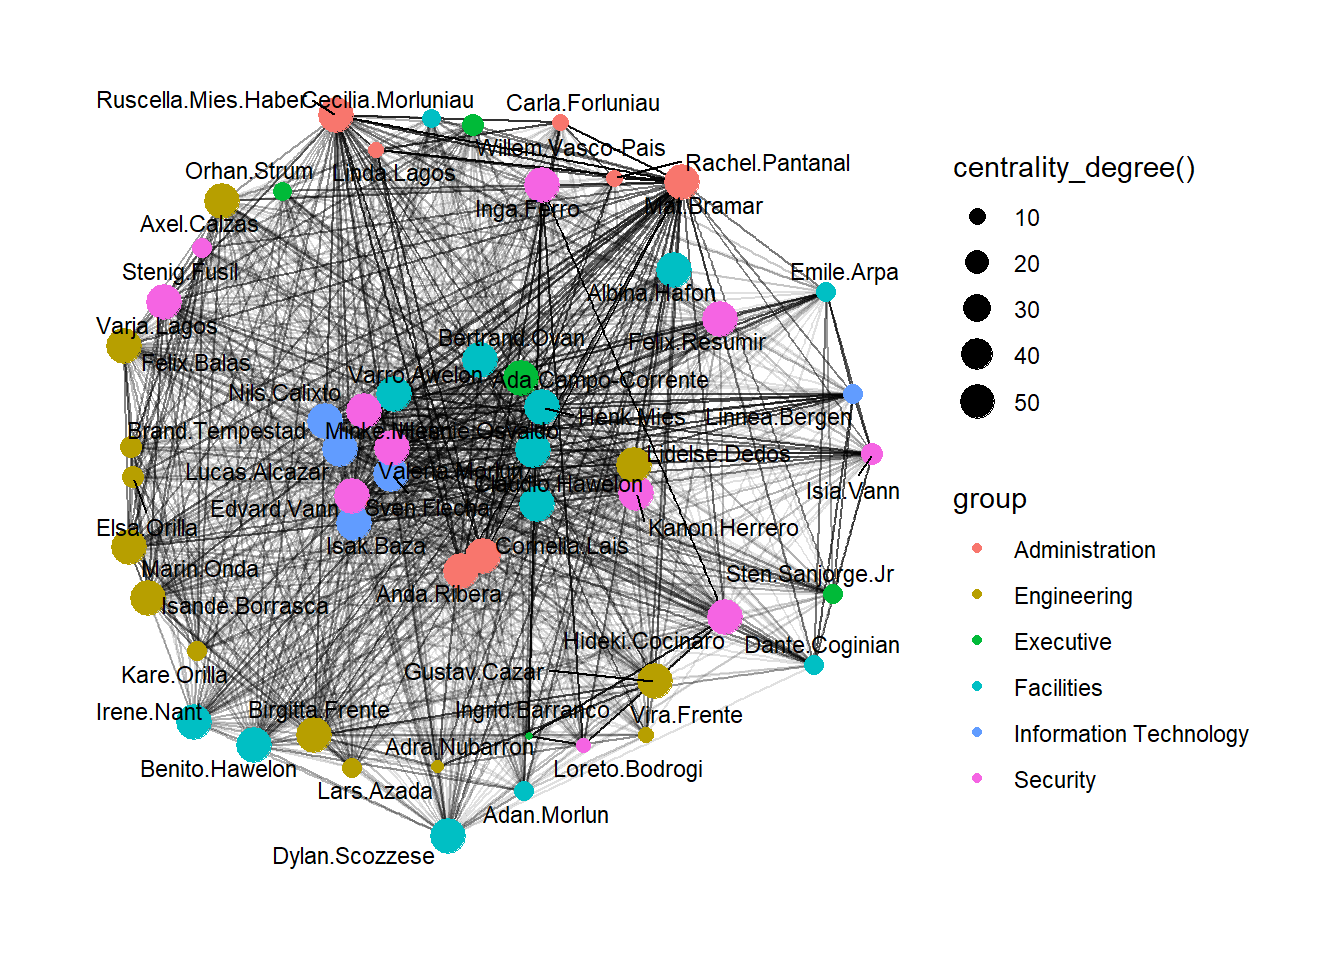 Ruscella.Mies.Haber
Cecilia.Morluniau
Carla.Forluniau
Willem.Vasco-Pais
Rachel.Pantanal
Orhan.Strum
Linda.Lagos
Inga.Ferro
Mat.Bramar
Axel.Calzas
Stenig.Fusil
Emile.Arpa
Albina.Hafon
Varja.Lagos
Bertrand.Ovan
Felix.Resumir
Felix.Balas
Varro.Awelon
Ada.Campo-Corrente
Nils.Calixto
Henk.Mies
Linnea.Bergen
Brand.Tempestad
Minke.Mies
Osvaldo
Lidelse.Dedos
Lucas.Alcazar
Valeria.Morlun
Claudio.Hawelon
Isia.Vann
Edvard.Vann
Sven.Flecha
Elsa.Orilla
Kanon.Herrero
Isak.Baza
Cornelia.Lais
Marin.Onda
Sten.Sanjorge.Jr
Anda.Ribera
Isande.Borrasca
Hideki.Cocinaro
Dante.Coginian
Kare.Orilla
Gustav.Cazar
Irene.Nant
Birgitta.Frente
Ingrid.Barranco
Vira.Frente
Adra.Nubarron
Benito.Hawelon
Loreto.Bodrogi
Lars.Azada
Adan.Morlun
Dylan.Scozzese
centrality_degree()
10
20
30
40
50
group
Administration
Engineering
Executive
Facilities
Information Technology
Security